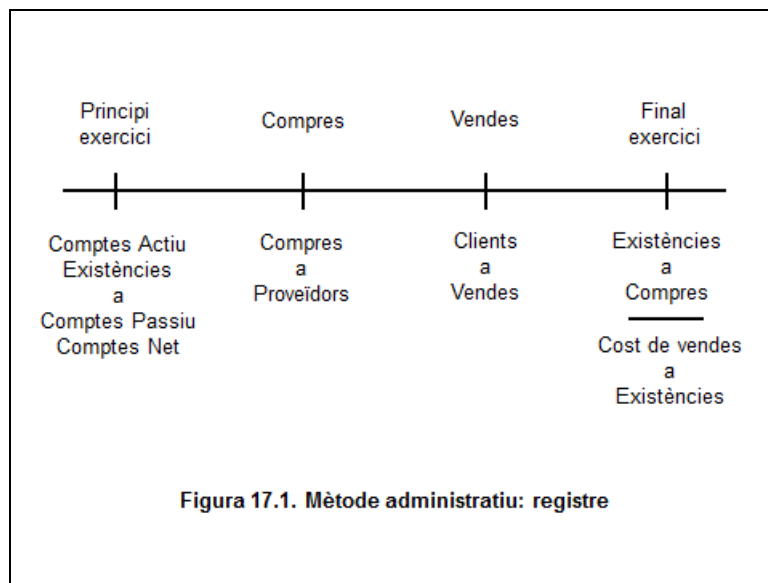 Principi
exercici
Compres
Vendes
Final
exercici
Comptes Actiu
Existències
a
Comptes Passiu
Comptes Net
Compres
a
Proveïdors
Clients
a
Vendes
Existències
a
Compres
Cost de vendes
a
Existències
Figura 17.1. Mètode administratiu: registre